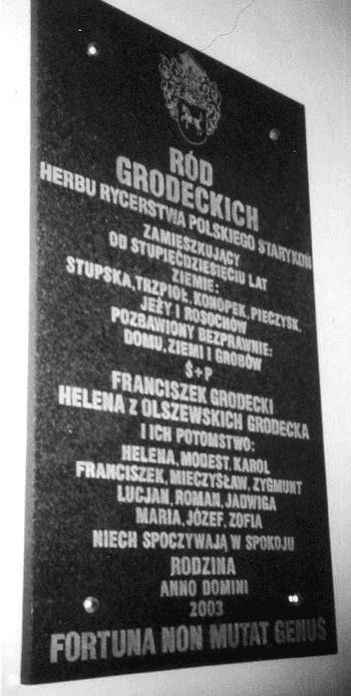 RÓD
GRODECKICH
HERBU RYCERSTWA POLSKIEGO STARYKOŃ
ZAMIESZKUJĄCY
OD STUPIĘĆDZIESIĘCIU LAT
ZIEMIE:
STUPSKA, TRZPIOŁ, KONOPEK, PIECZYSK,
JEŻY I ROSOCHÓW
POZBAWIONY BEZPRAWNIE:
DOMU, ZIEMI I GROBÓW
Ś+P
FRANCISZEK GRODECKI
HELENA Z OLSZEWSKICH GRODECKA
I ICH POTOMSTWO:
HELENA, MODEST, KAROL
FRANCISZEK, MIECZYSŁAW, ZYGMUNT
LUCJAN, ROMAN, JADWIGA
MARIA, JÓZEF, ZOFIA
NIECH SPOCZYWAJĄ W SPOKOJU
RODZINA
ANNO DOMINI
2003
FORTUNA NON MUTAT GENUS